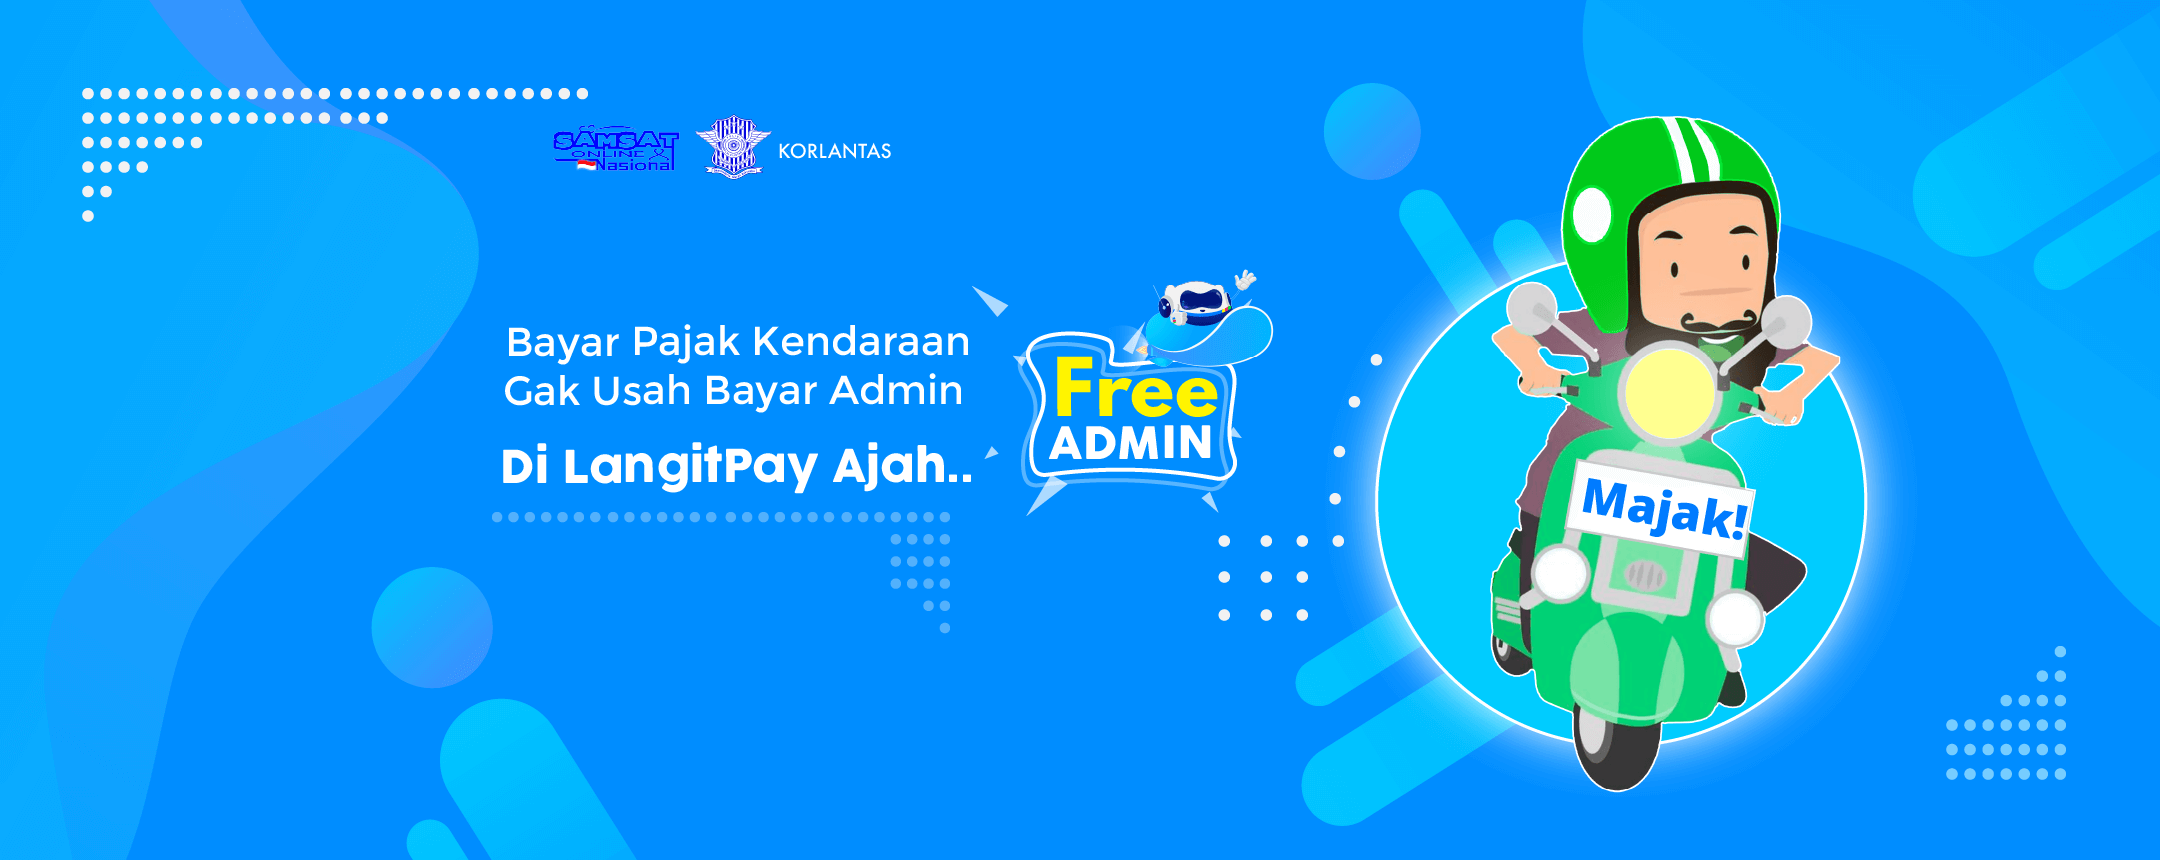 SAMSAT
ONLINE
Nasional
KORLANTAS
Bayar Pajak Kendaraan
Gak Usah Bayar Admin
Di LangitPay Ajah..
Free
ADMIN
Majak!